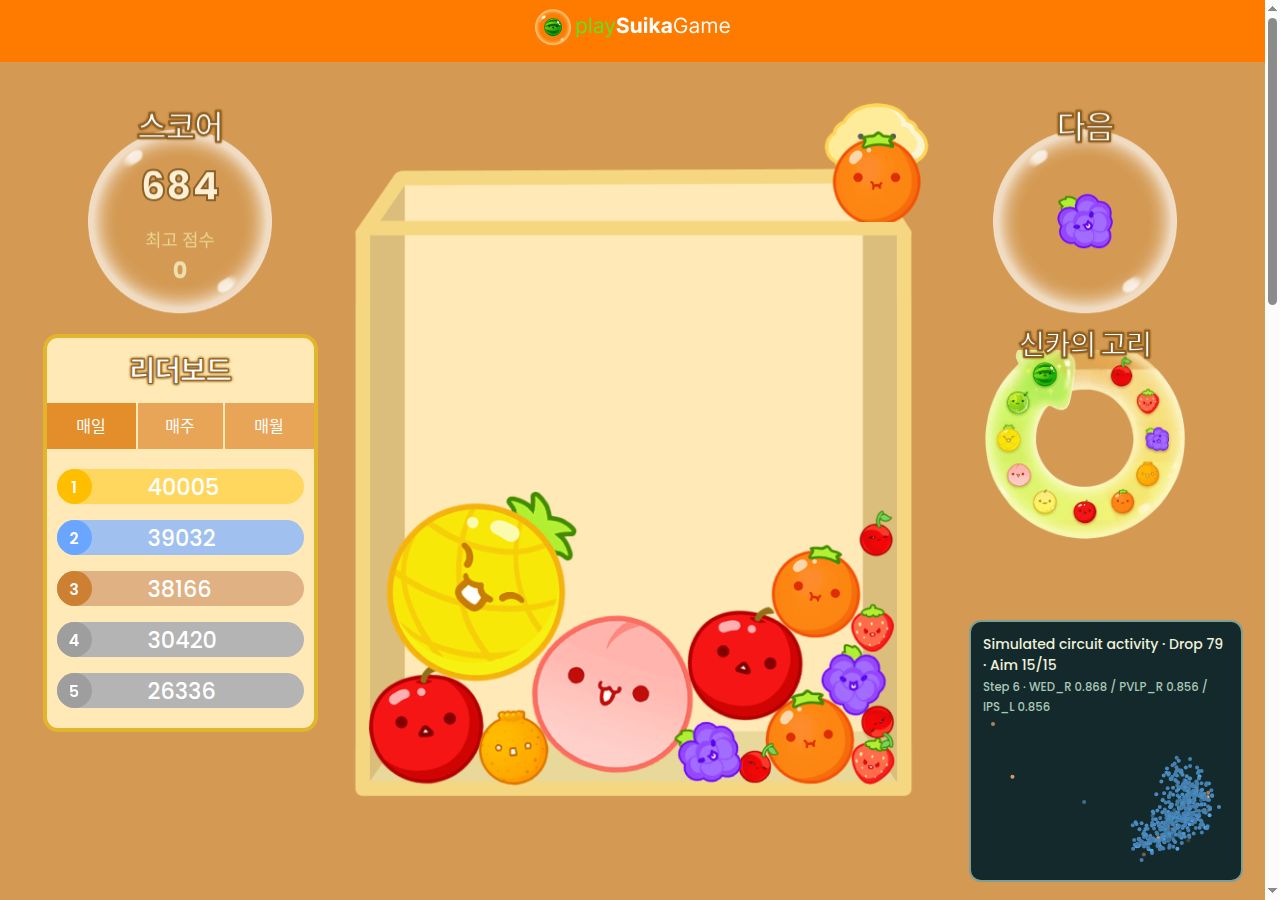 playSuikaGame
스코어
684
최고 점수
0
리더보드
매일 매주 매월
1 40005
2 39032
3 38166
4 30420
5 26336
다음
신카의 고리
Simulated circuit activity · Drop 79
· Aim 15/15
Step 6 · WED_R 0.868 / PVLP_R 0.856 /
IPS_L 0.856